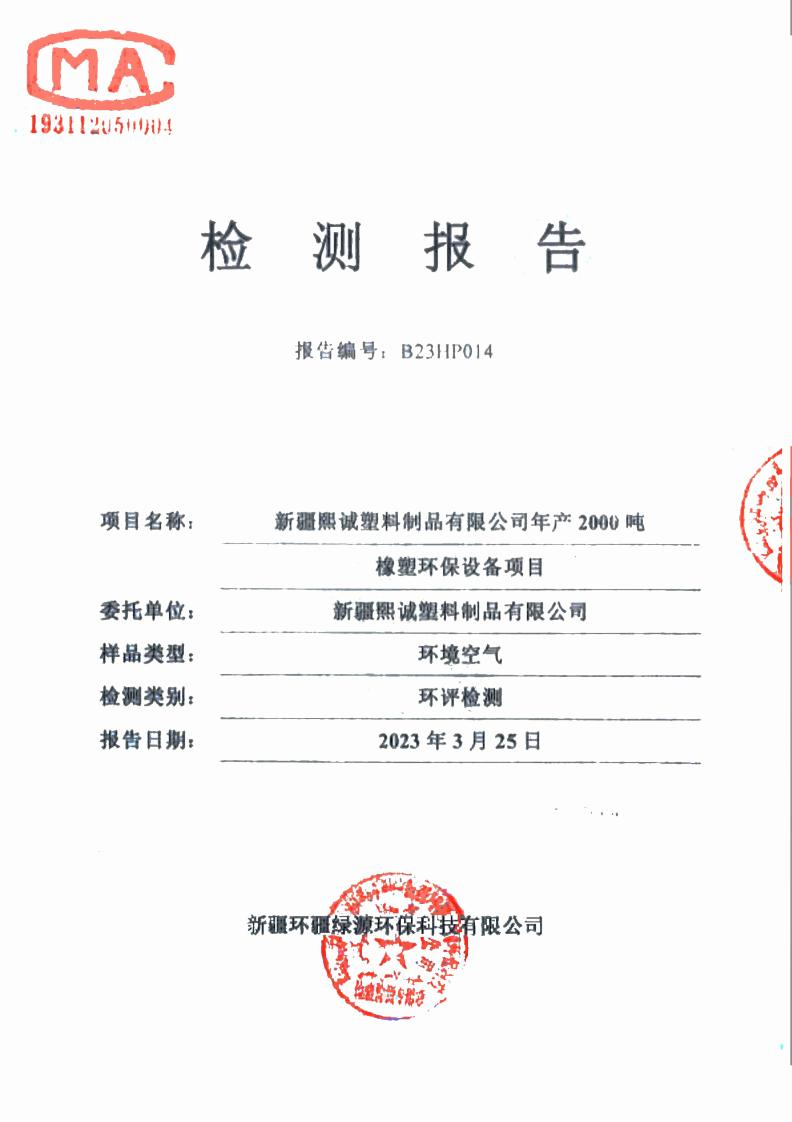 MA
193112050004
检测报告
报告编号：B23HP014
项目名称：新疆熙诚塑料制品有限公司年产 2000 吨
橡塑环保设备项目
委托单位：新疆熙诚塑料制品有限公司
样品类型：环境空气
检测类别：环评检测
报告日期：2023 年 3 月 25 日
新疆环疆绿源环保科技有限公司